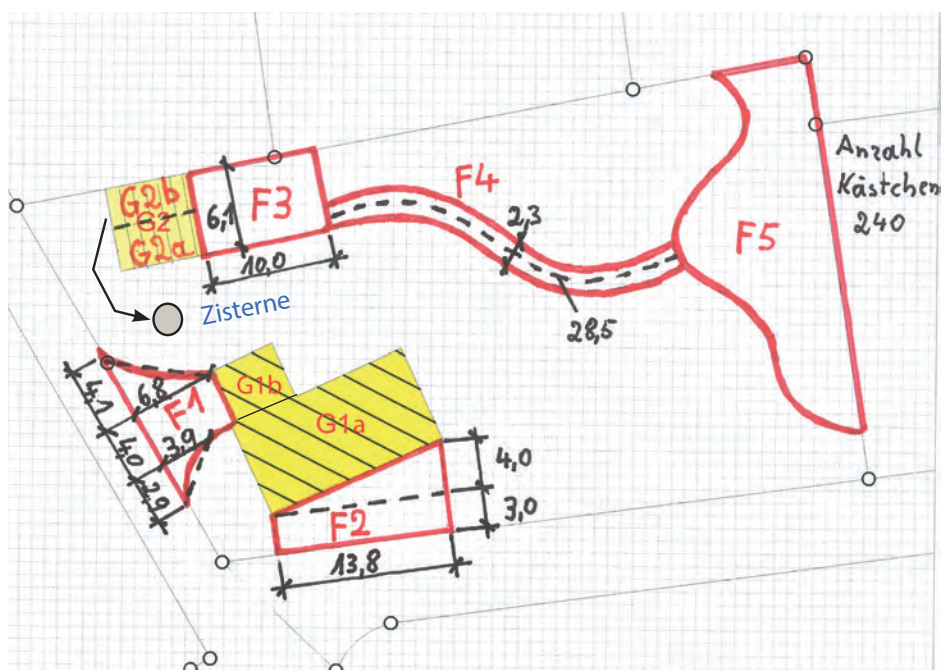 G2b
G2
G2a
6,1
F3
10,0
F4
2,3
28,5
F5
Anzahl
Kästchen
240
Zisterne
4,1
6,8
F1
4,0
3,9
2,9
G1b
G1a
4,0
3,0
F2
13,8